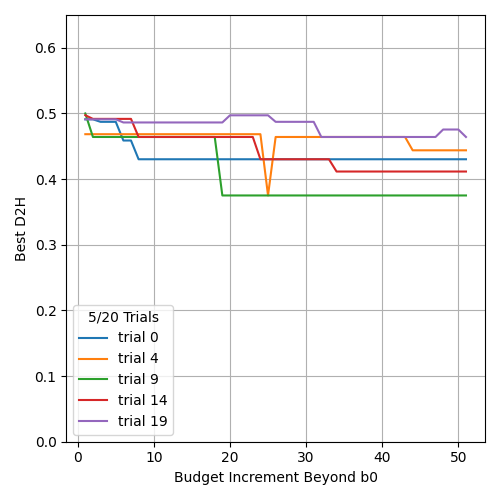 0.6
0.5
0.4
0.3
0.2
0.1
0.0
Best D2H
5/20 Trials
trial 0
trial 4
trial 9
trial 14
trial 19
0 10 20 30 40 50
Budget Increment Beyond b0